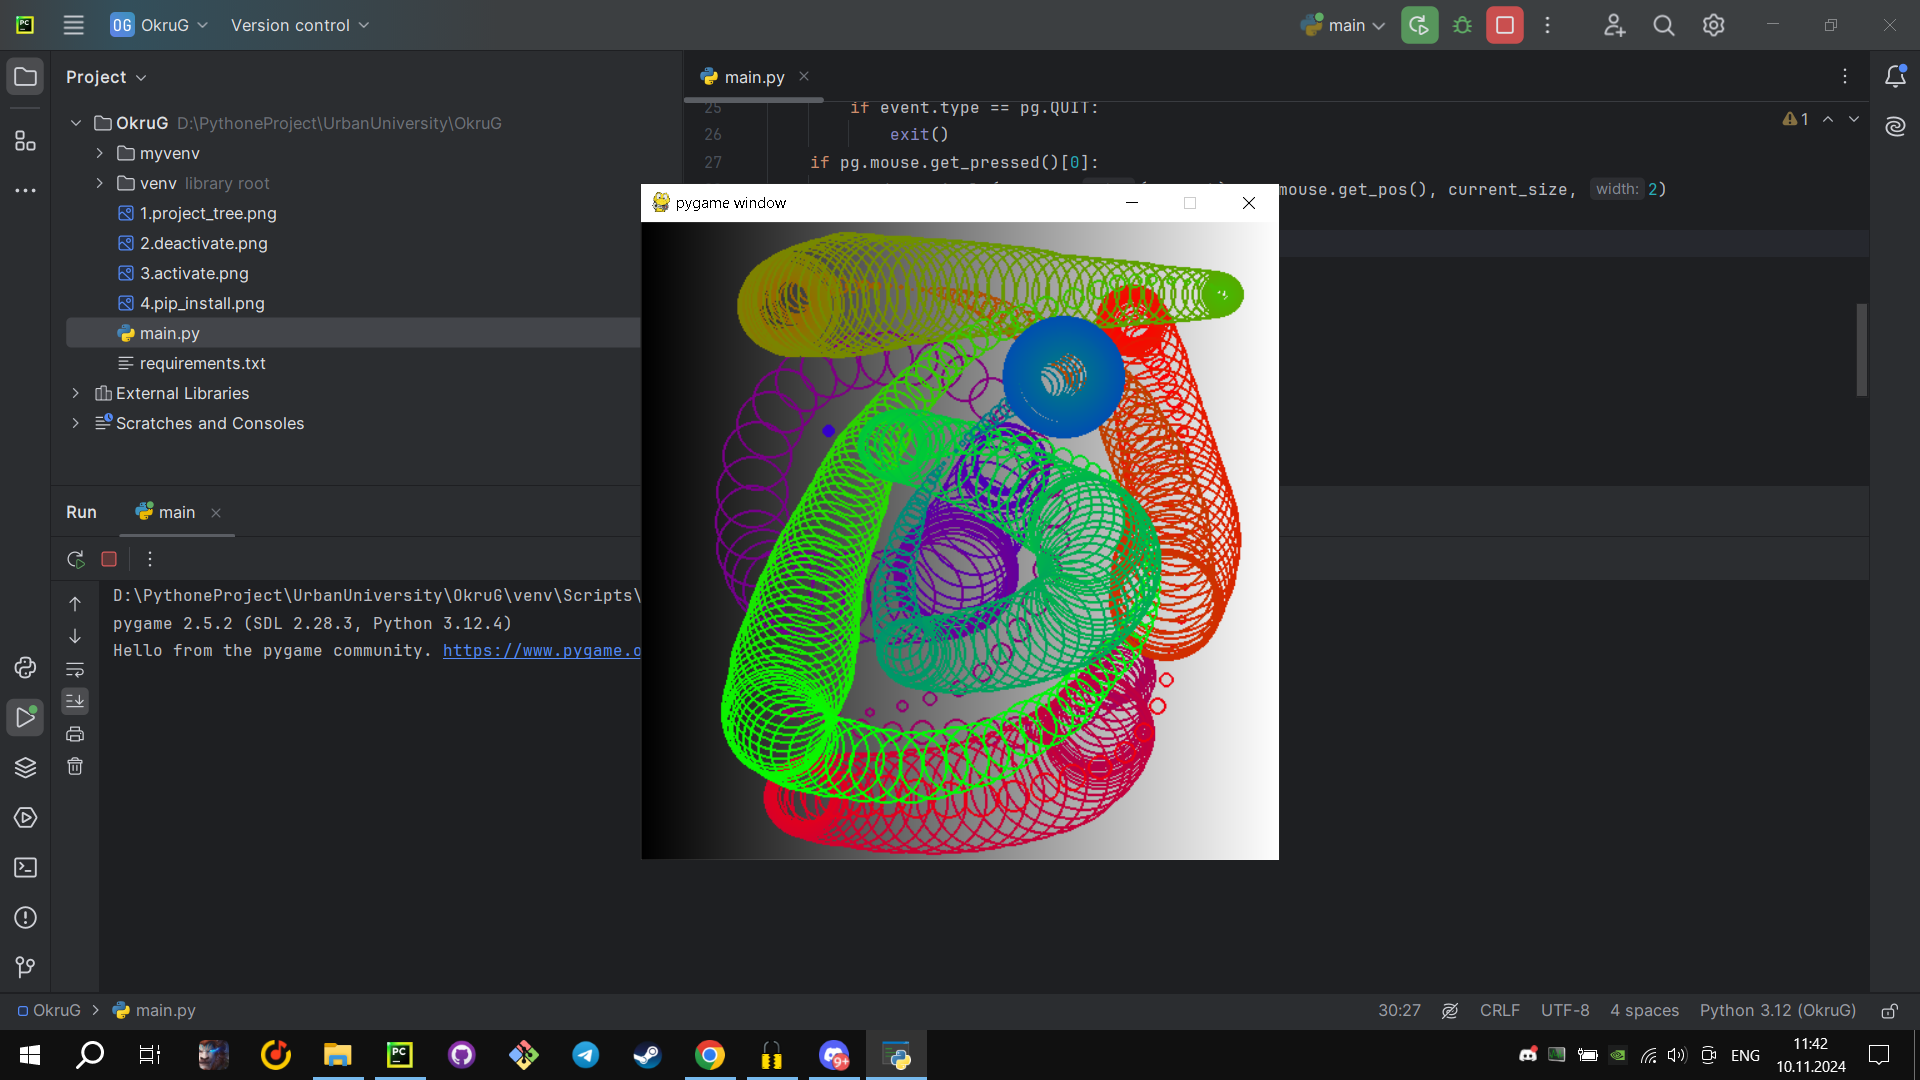 OG OkruG Version control main
Project main.py
25 if event.type == pg.QUIT:
OkruG D:\PythoneProject\UrbanUniversity\OkruG 1
26 exit()
myvenv
27 if pg.mouse.get_pressed()[0]:
venv library root
mouse.get_pos(), current_size, width: 2)
pygame window
1.project_tree.png
2.deactivate.png
3.activate.png
4.pip_install.png
main.py
requirements.txt
External Libraries
Scratches and Consoles
Run main
D:\PythoneProject\UrbanUniversity\OkruG\venv\Scripts\
pygame 2.5.2 (SDL 2.28.3, Python 3.12.4)
Hello from the pygame community. https://www.pygame.o
OkruG main.py 30:27 CRLF UTF-8 4 spaces Python 3.12 (OkruG)
PC 9+ ENG 11:42
10.11.2024